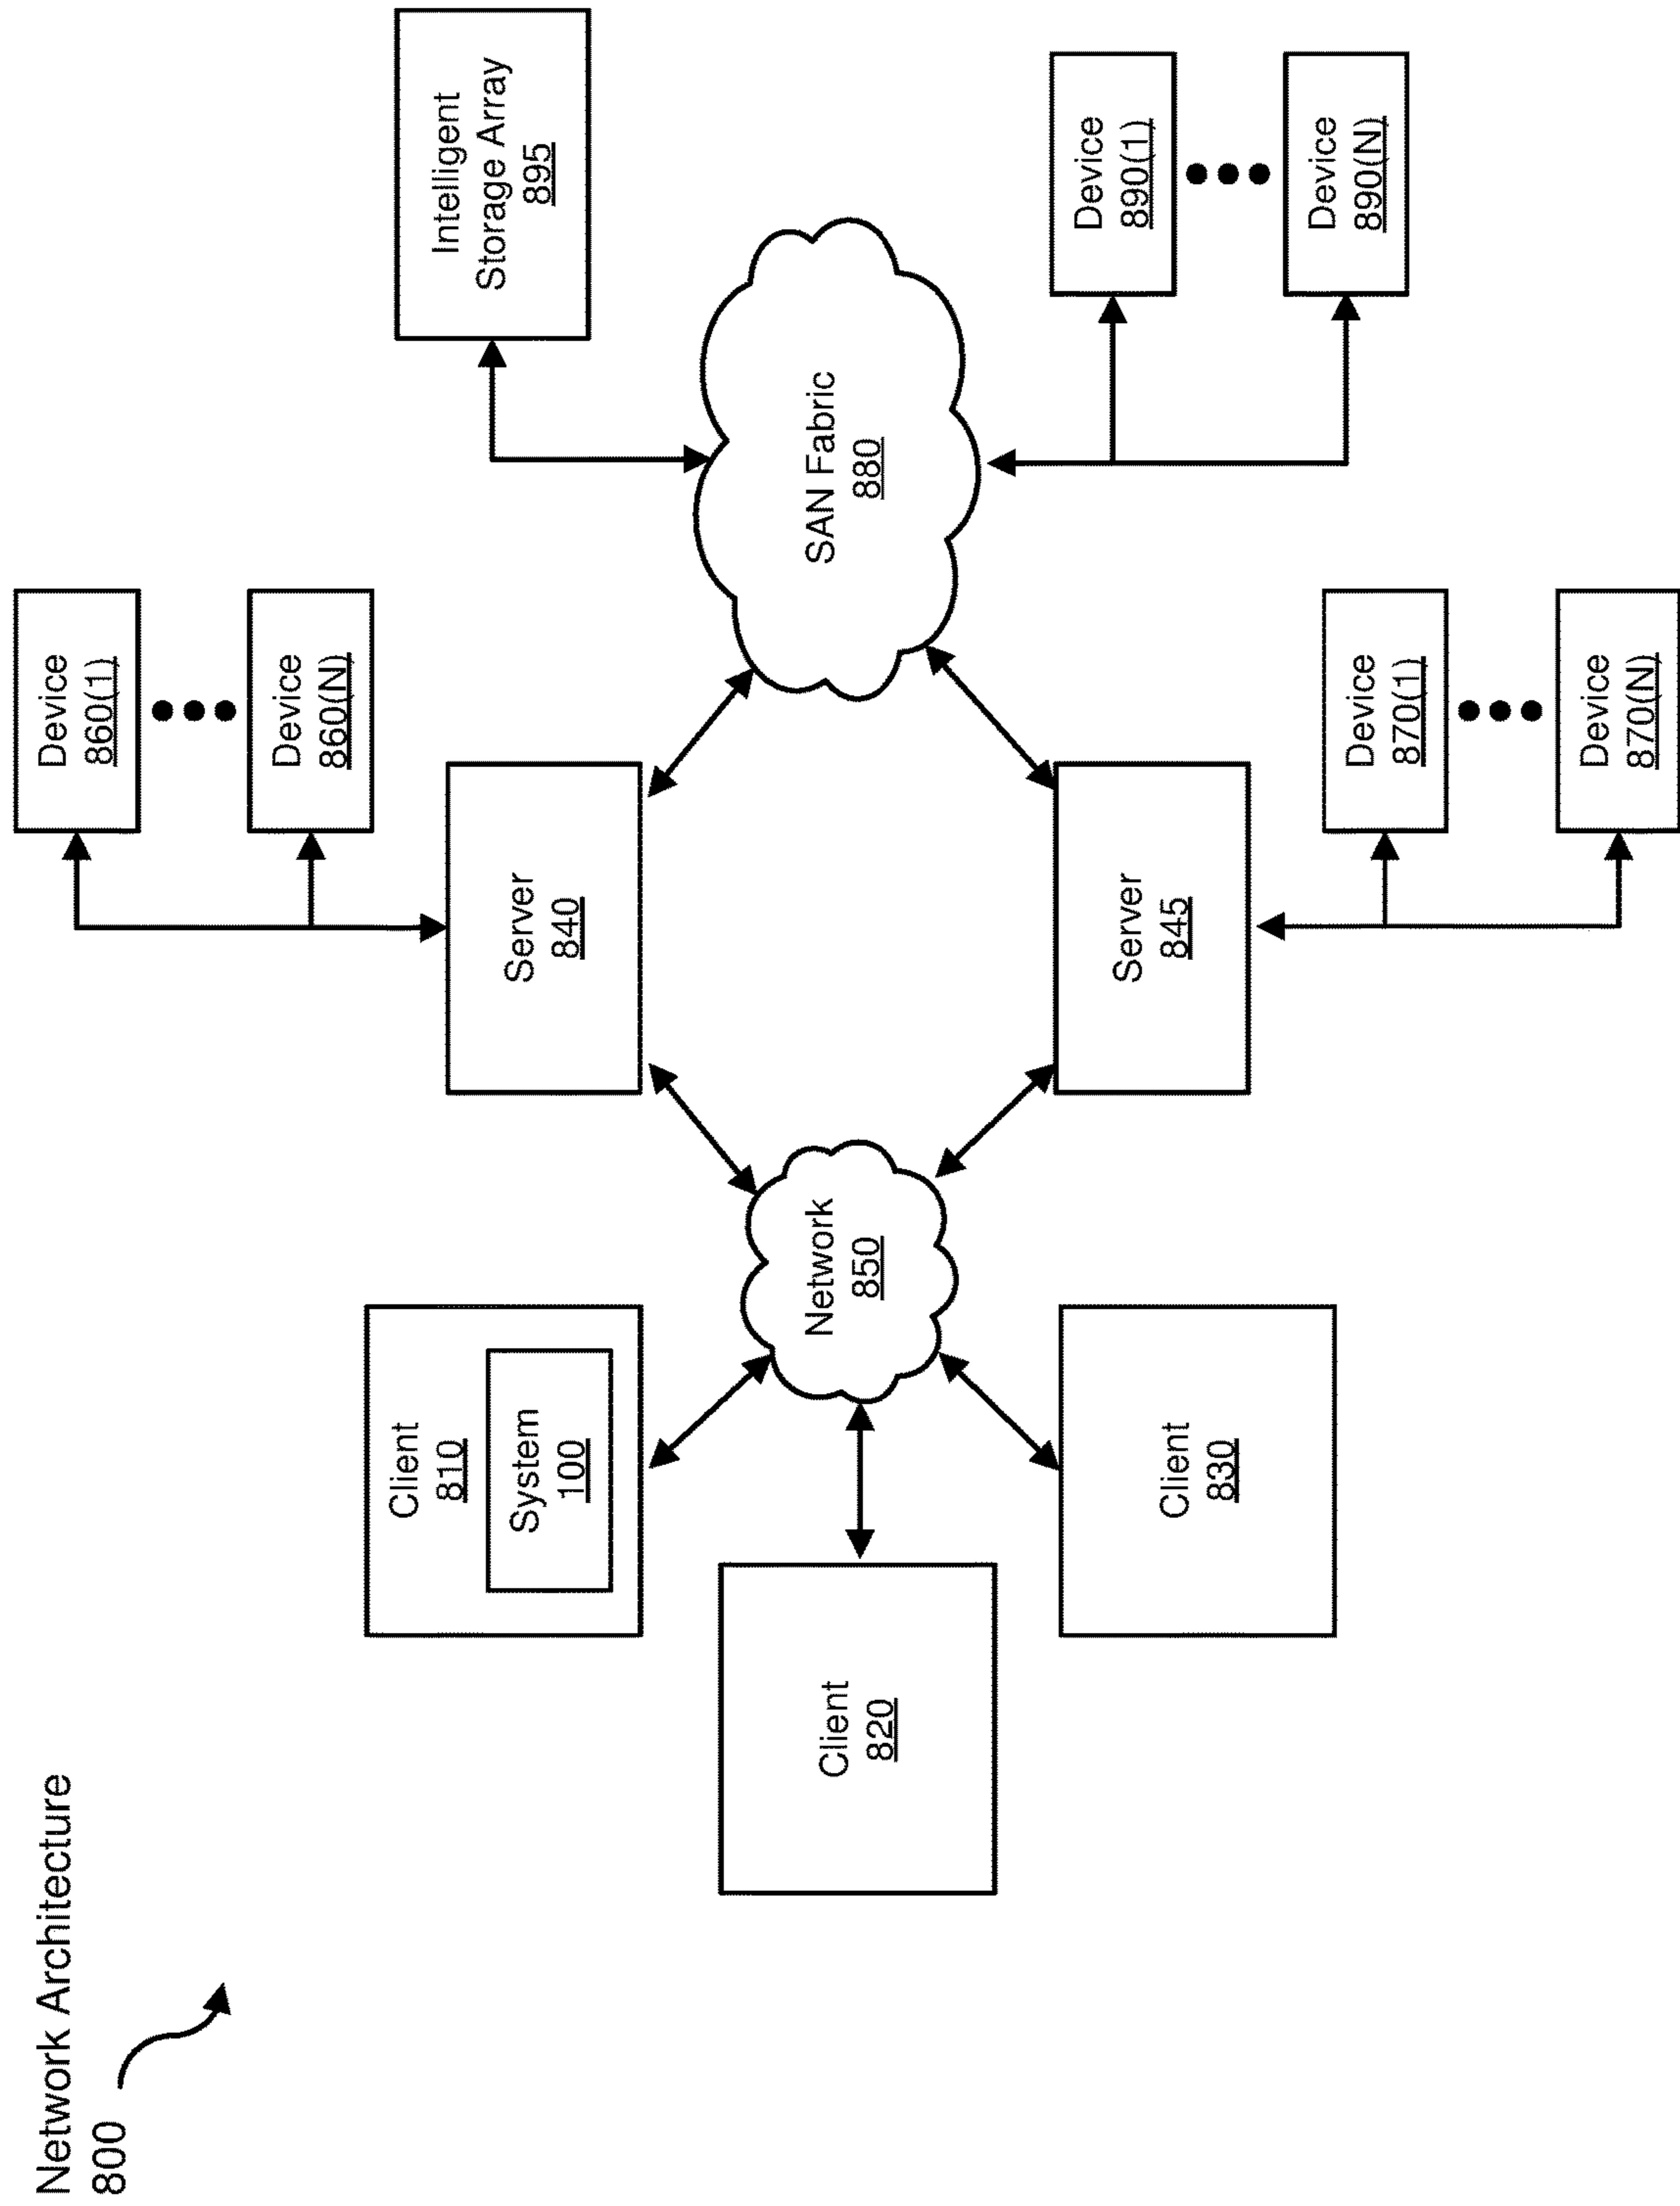 Network Architecture
800
Client
810
System
100
Client
820
Client
830
Network
850
Server
840
Server
845
Device
860(1)
Device
860(N)
Device
870(1)
Device
870(N)
SAN Fabric
880
Intelligent
Storage Array
895
Device
890(1)
Device
890(N)